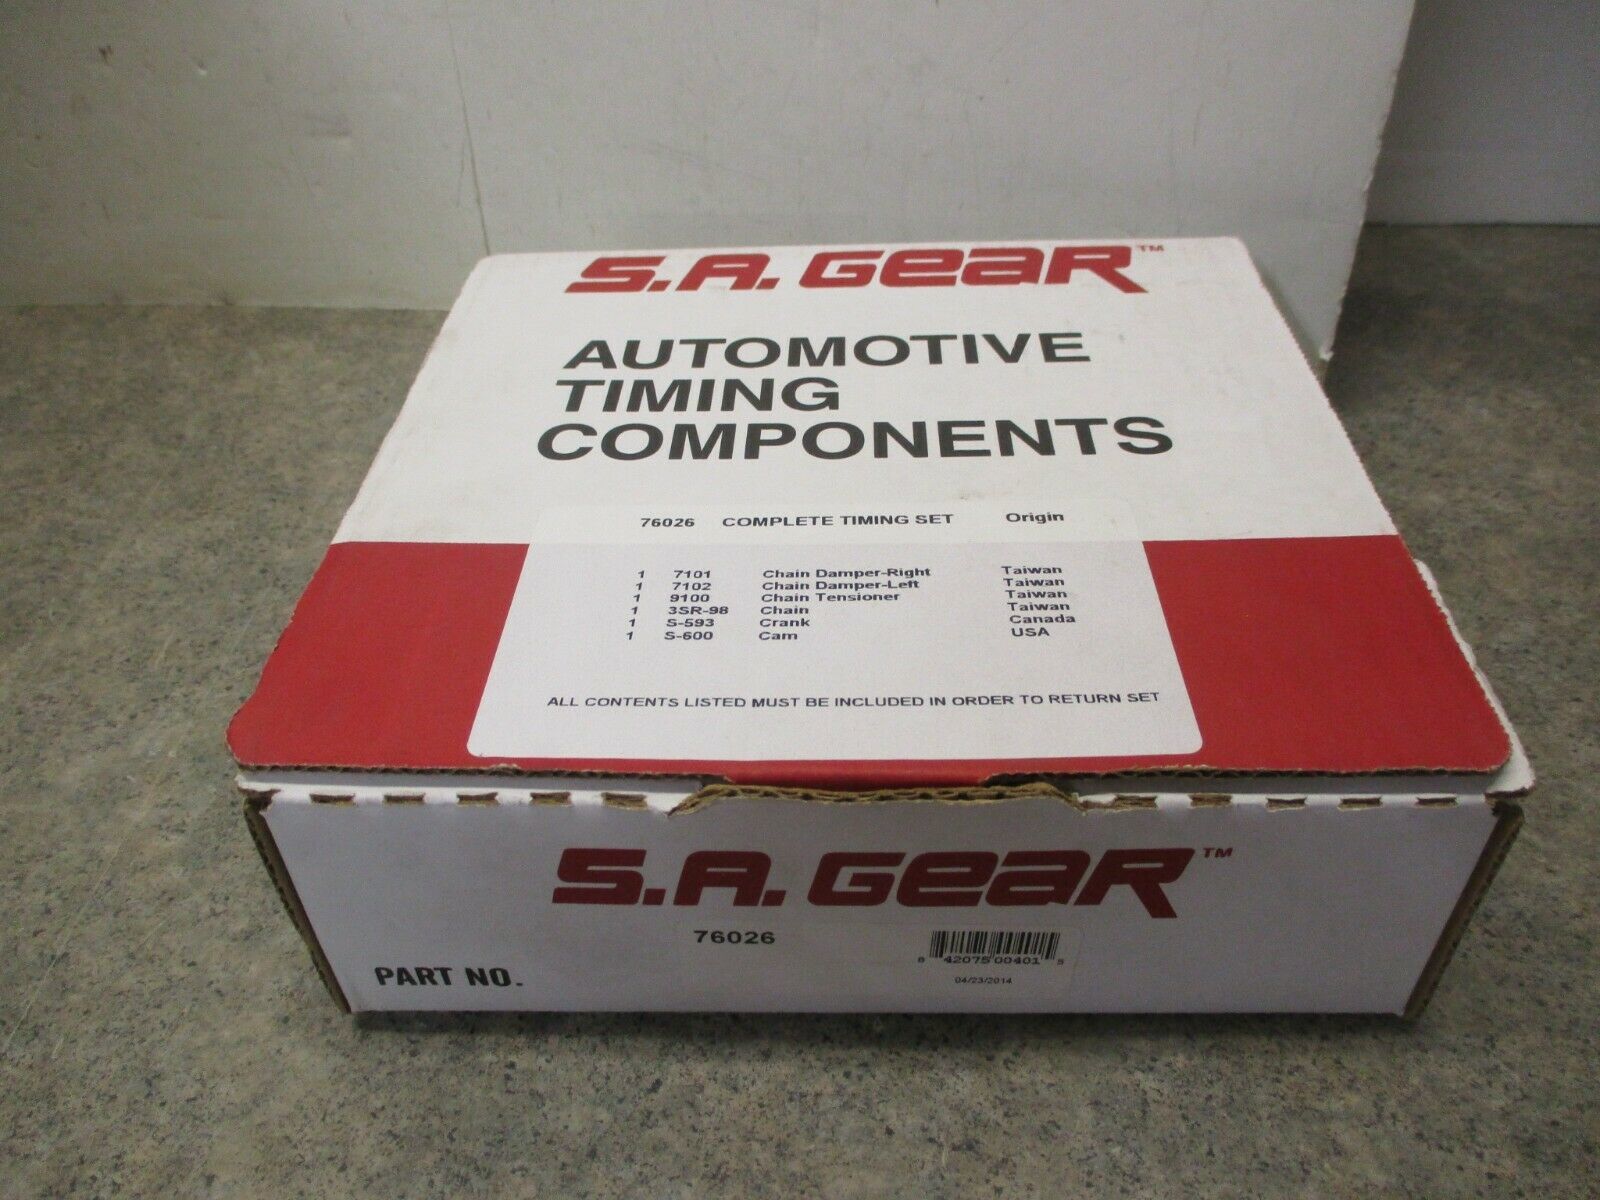 S.A. GeaR™
AUTOMOTIVE
TIMING
COMPONENTS
76026 COMPLETE TIMING SET Origin
1 7101 Chain Damper-Right Taiwan
1 7102 Chain Damper-Left Taiwan
1 9100 Chain Tensioner Taiwan
1 3SR-98 Chain Taiwan
1 S-593 Crank Canada
1 S-600 Cam USA
ALL CONTENTS LISTED MUST BE INCLUDED IN ORDER TO RETURN SET
S.A. GeaR™
76026
8 42075 00401 5
PART NO.
04/23/2014